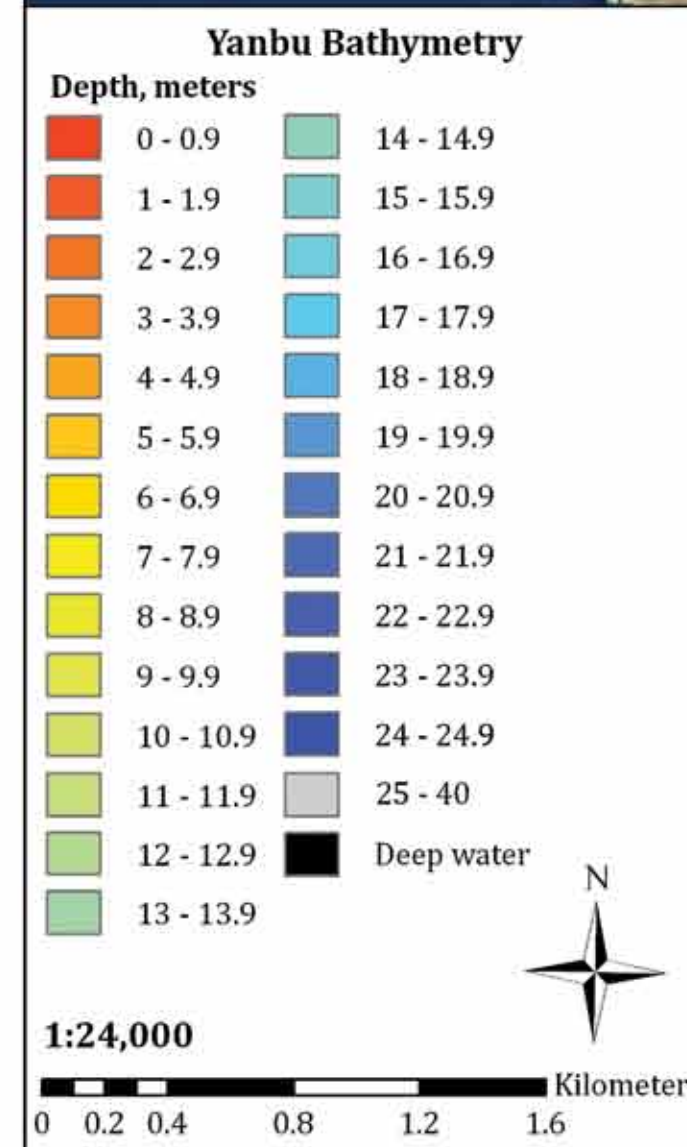 Yanbu Bathymetry
Depth, meters
0 - 0.9
1 - 1.9
2 - 2.9
3 - 3.9
4 - 4.9
5 - 5.9
6 - 6.9
7 - 7.9
8 - 8.9
9 - 9.9
10 - 10.9
11 - 11.9
12 - 12.9
13 - 13.9
14 - 14.9
15 - 15.9
16 - 16.9
17 - 17.9
18 - 18.9
19 - 19.9
20 - 20.9
21 - 21.9
22 - 22.9
23 - 23.9
24 - 24.9
25 - 40
Deep water
N
1:24,000
Kilometer
0 0.2 0.4 0.8 1.2 1.6